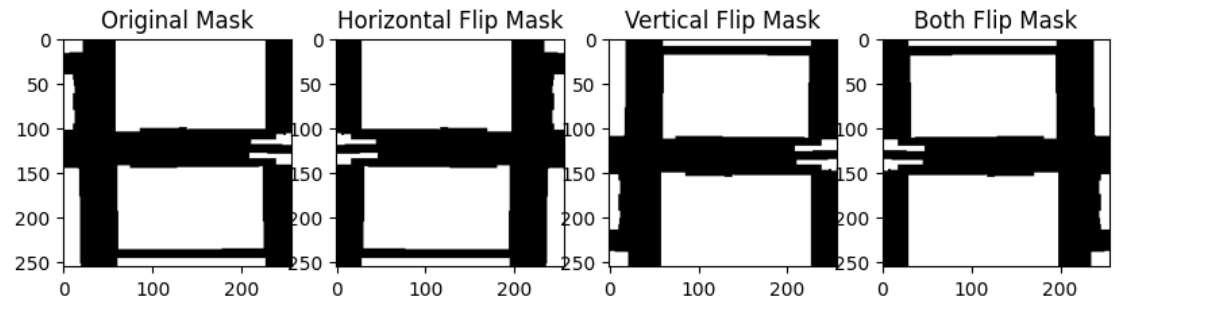 Original Mask Horizontal Flip Mask Vertical Flip Mask Both Flip Mask
0 0 0 0
50 50 50 50
100 100 100 100
150 150 150 150
200 200 200 200
250 250 250 250
0 100 200 0 100 200 0 100 200 0 100 200